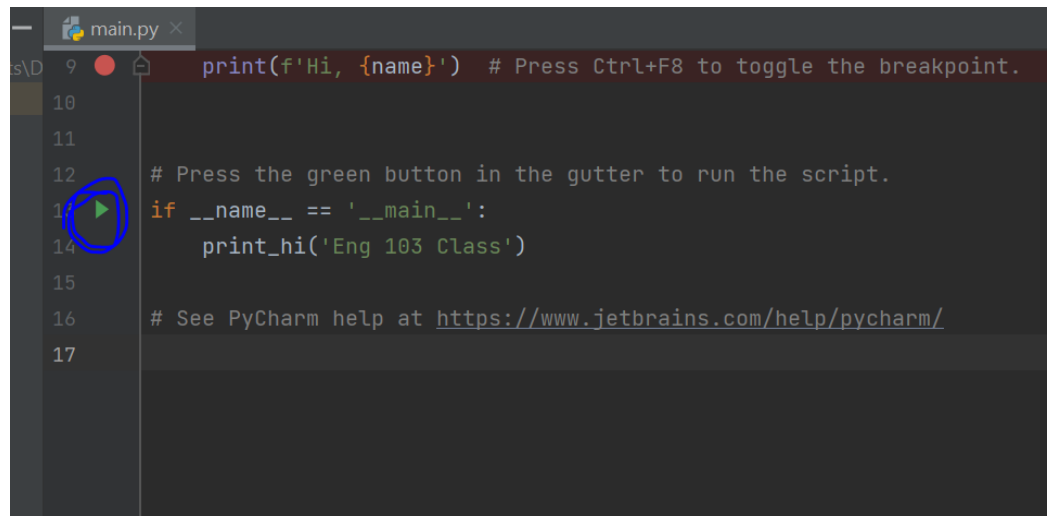 main.py
ts\D 9 print(f'Hi, {name}')  # Press Ctrl+F8 to toggle the breakpoint.
10
11
12 # Press the green button in the gutter to run the script.
13 if __name__ == '__main__':
14     print_hi('Eng 103 Class')
15
16 # See PyCharm help at https://www.jetbrains.com/help/pycharm/
17